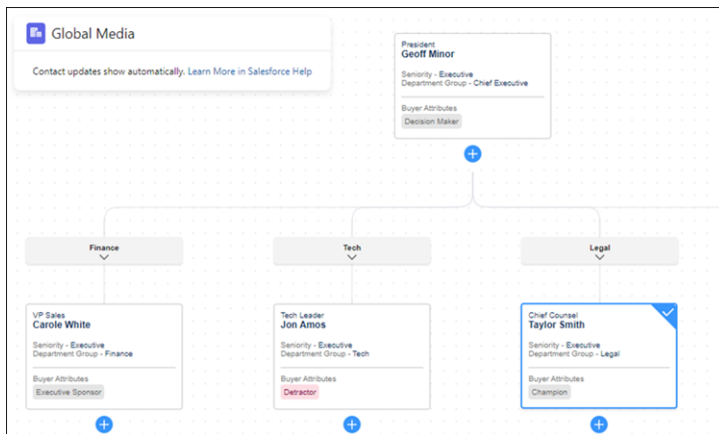 Global Media
Contact updates show automatically. Learn More in Salesforce Help
President
Geoff Minor
Seniority - Executive
Department Group - Chief Executive
Buyer Attributes
Decision Maker
Finance
Tech
Legal
VP Sales
Carole White
Seniority - Executive
Department Group - Finance
Buyer Attributes
Executive Sponsor
Tech Leader
Jon Amos
Seniority - Executive
Department Group - Tech
Buyer Attributes
Detractor
Chief Counsel
Taylor Smith
Seniority - Executive
Department Group - Legal
Buyer Attributes
Champion